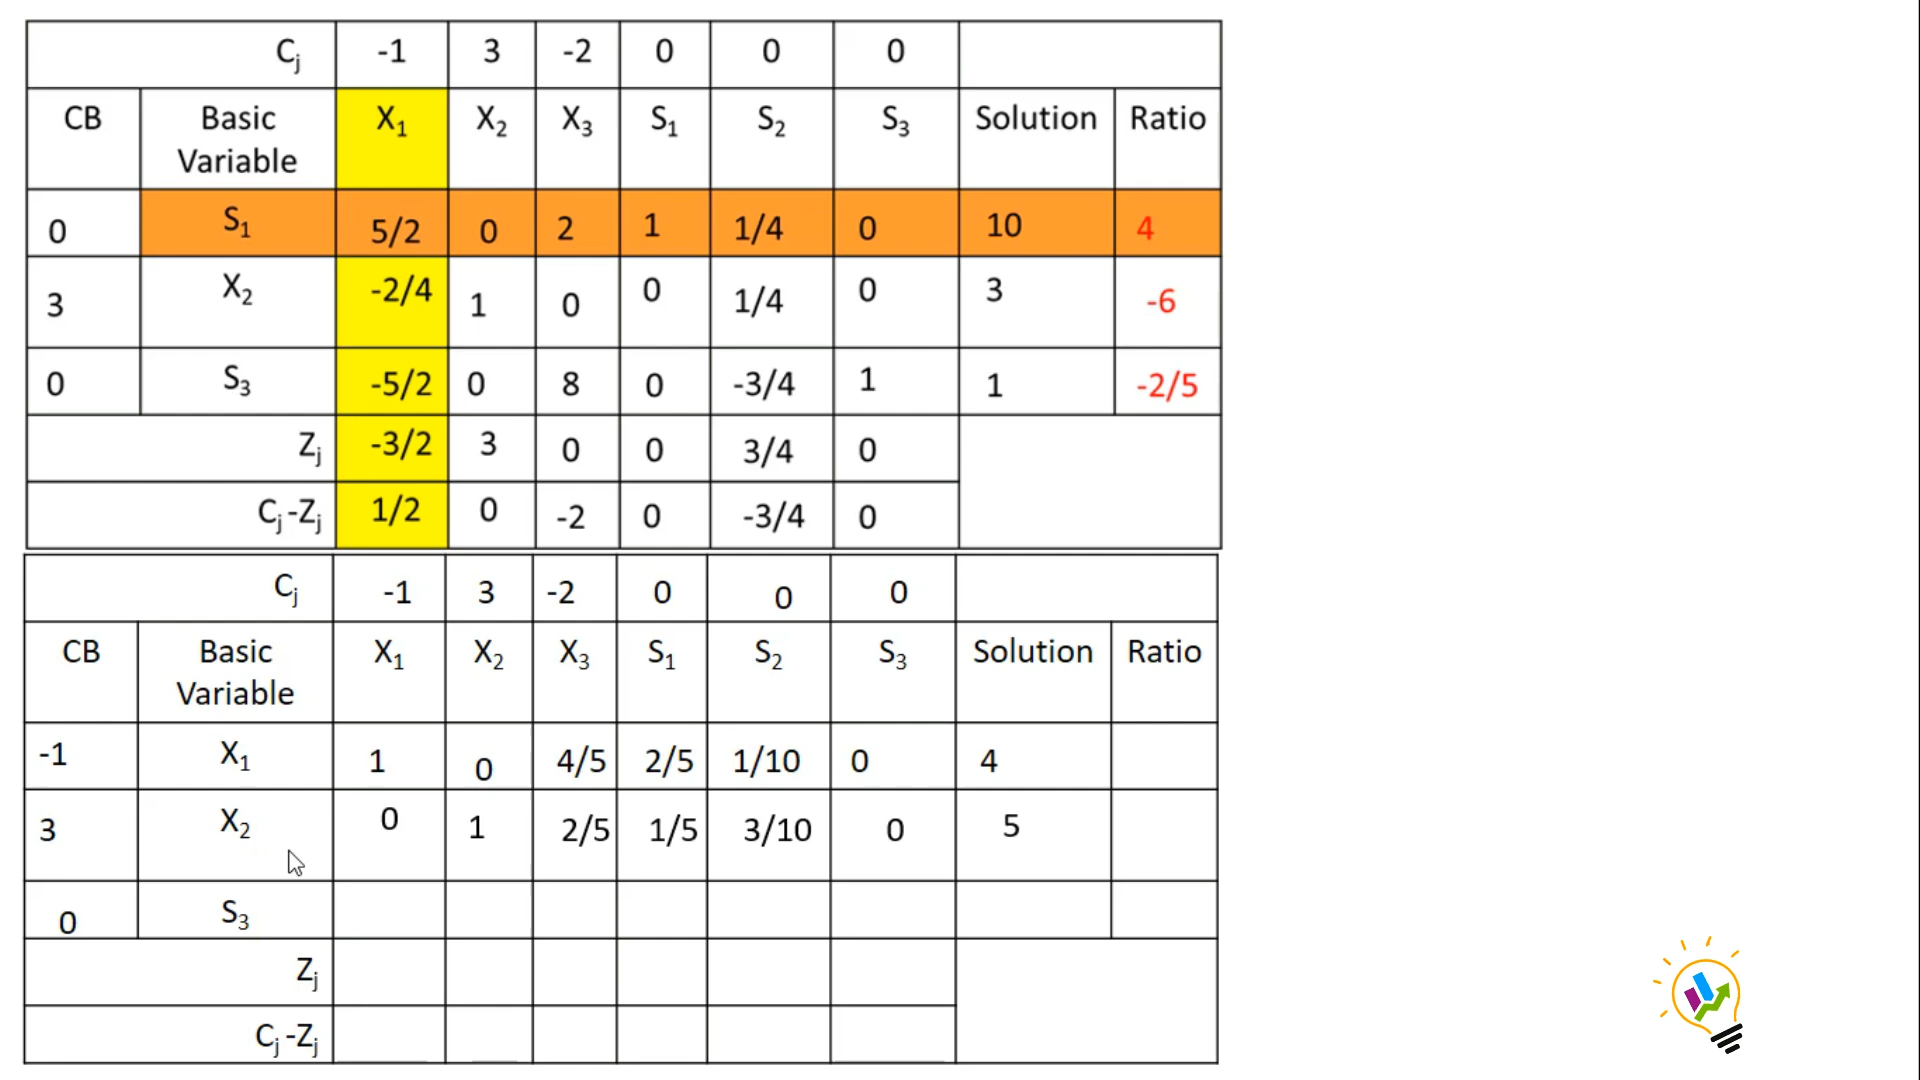 Cj -1 3 -2 0 0 0
CB Basic Variable X1 X2 X3 S1 S2 S3 Solution Ratio
0 S1 5/2 0 2 1 1/4 0 10 4
3 X2 -2/4 1 0 0 1/4 0 3 -6
0 S3 -5/2 0 8 0 -3/4 1 1 -2/5
Zj -3/2 3 0 0 3/4 0
Cj -Zj 1/2 0 -2 0 -3/4 0
Cj -1 3 -2 0 0 0
CB Basic Variable X1 X2 X3 S1 S2 S3 Solution Ratio
-1 X1 1 0 4/5 2/5 1/10 0 4
3 X2 0 1 2/5 1/5 3/10 0 5
0 S3
Zj
Cj -Zj